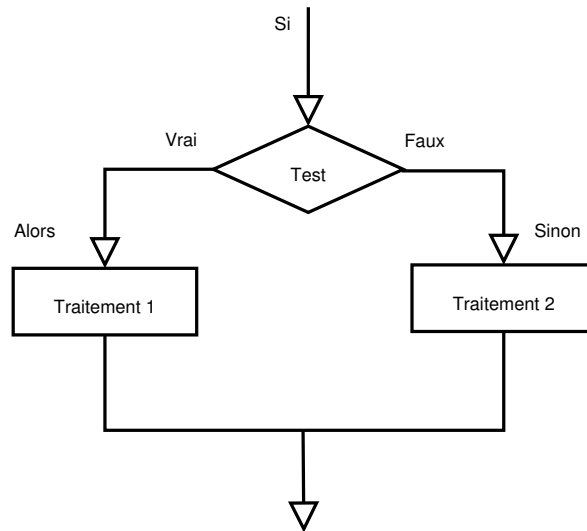 Si
Vrai
Faux
Test
Alors
Sinon
Traitement 1
Traitement 2